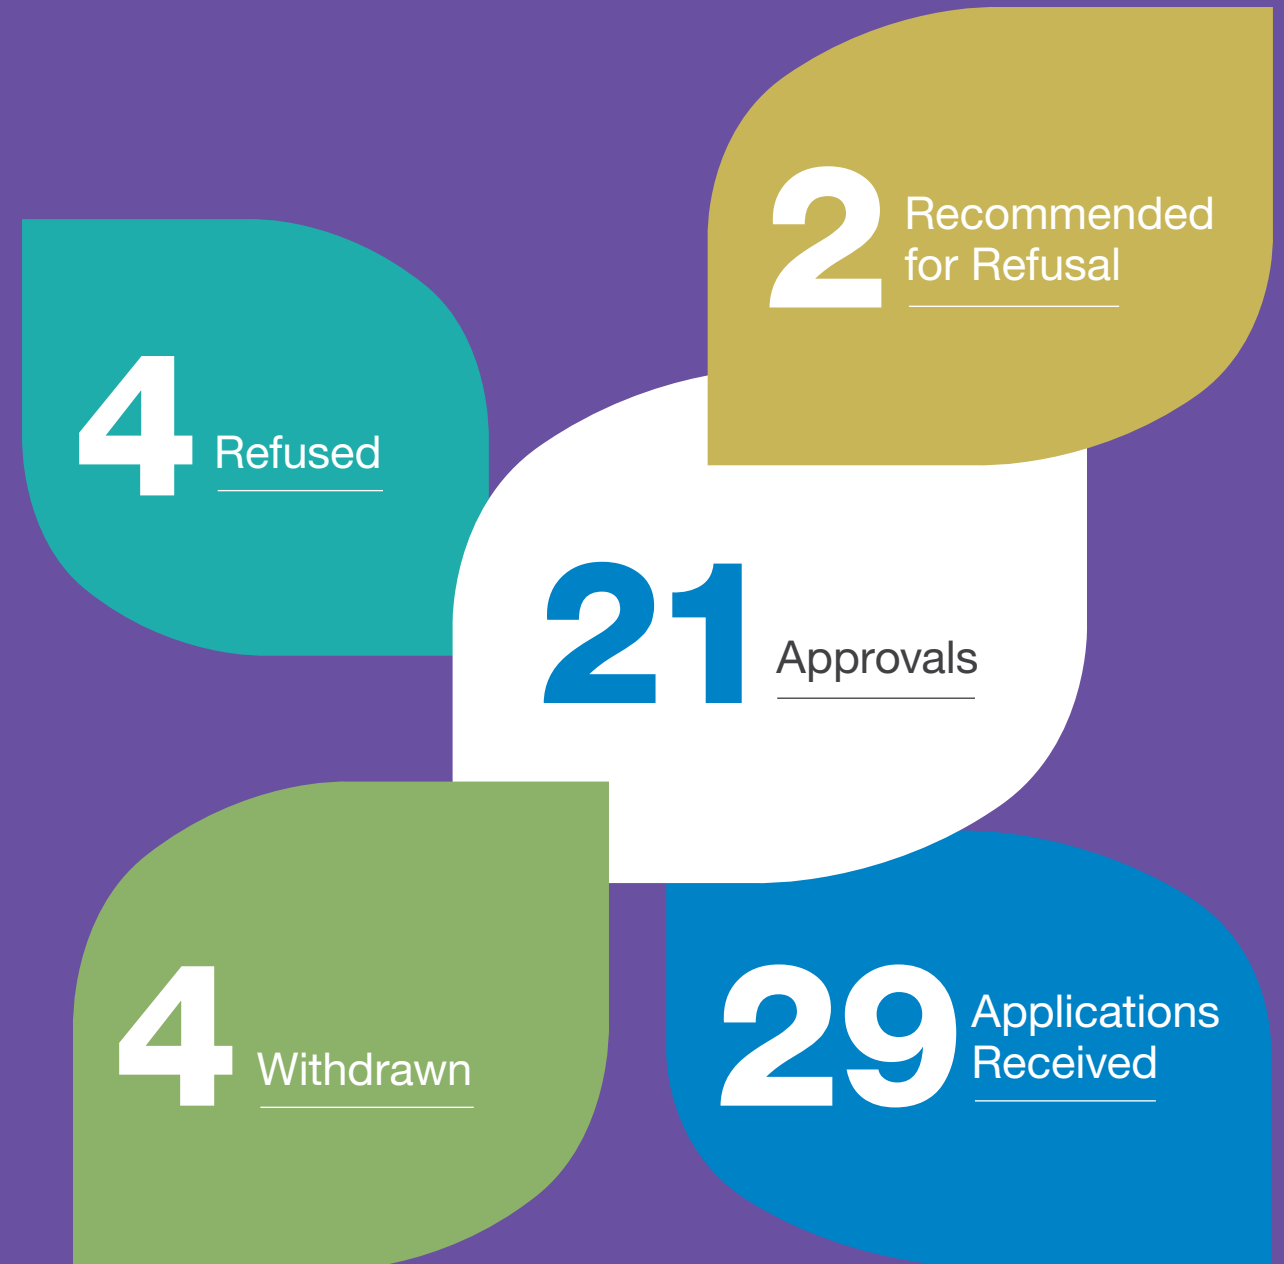 2 Recommended
for Refusal
4 Refused
21 Approvals
4 Withdrawn
29 Applications
Received